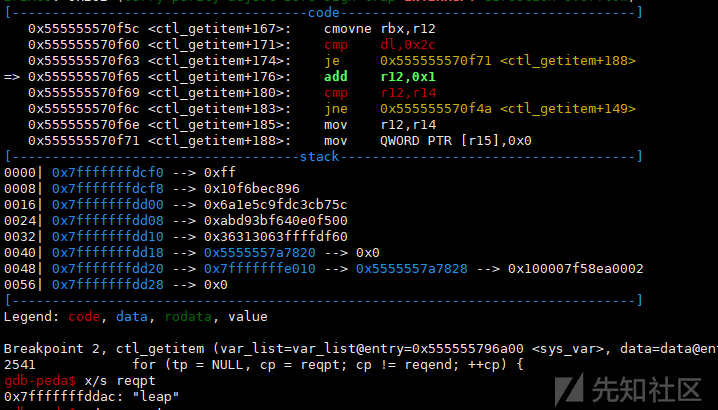 [-------------------------------------code-------------------------------------]
0x555555570f5c <ctl_getitem+167>: cmovne rbx,r12
0x555555570f60 <ctl_getitem+171>: cmp dl,0x2c
0x555555570f63 <ctl_getitem+174>: je 0x555555570f71 <ctl_getitem+188>
=> 0x555555570f65 <ctl_getitem+176>: add r12,0x1
0x555555570f69 <ctl_getitem+180>: cmp r12,r14
0x555555570f6c <ctl_getitem+183>: jne 0x555555570f4a <ctl_getitem+149>
0x555555570f6e <ctl_getitem+185>: mov r12,r14
0x555555570f71 <ctl_getitem+188>: mov QWORD PTR [r15],0x0
[------------------------------------stack-------------------------------------]
0000| 0x7fffffffdcf0 --> 0xff
0008| 0x7fffffffdcf8 --> 0x10f6bec896
0016| 0x7fffffffdd00 --> 0x6a1e5c9fdc3cb75c
0024| 0x7fffffffdd08 --> 0xabd93bf640e0f500
0032| 0x7fffffffdd10 --> 0x36313063ffffdf60
0040| 0x7fffffffdd18 --> 0x5555557a7820 --> 0x0
0048| 0x7fffffffdd20 --> 0x7fffffffe010 --> 0x5555557a7828 --> 0x100007f58ea0002
0056| 0x7fffffffdd28 --> 0x0
[------------------------------------------------------------------------------]
Legend: code, data, rodata, value
Breakpoint 2, ctl_getitem (var_list=var_list@entry=0x555555796a00 <sys_var>, data=data@ent
2541 for (tp = NULL, cp = reqpt; cp != reqend; ++cp) {
gdb-peda$ x/s reqpt
0x7fffffffddac: "leap"
先知社区